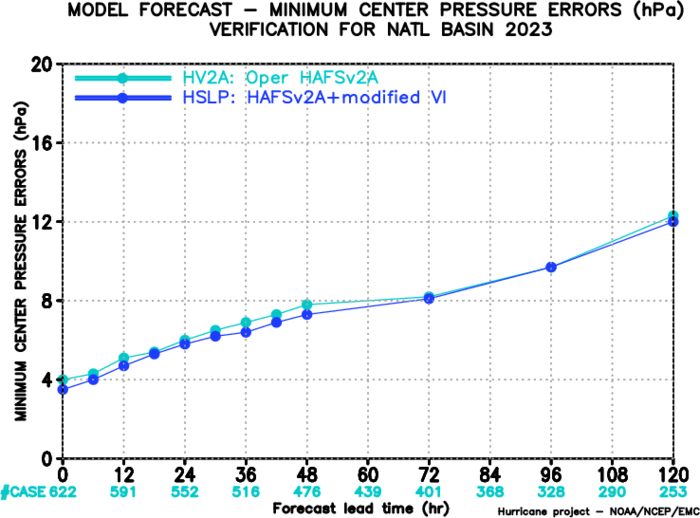 MODEL FORECAST – MINIMUM CENTER PRESSURE ERRORS (hPa)
VERIFICATION FOR NATL BASIN 2023
HV2A: Oper HAFSv2A
HSLP: HAFSv2A+modified VI
MINIMUM CENTER PRESSURE ERRORS (hPa)
20
16
12
8
4
0
0 12 24 36 48 60 72 84 96 108 120
#CASE 622 591 552 516 476 439 401 368 328 290 253
Forecast lead time (hr)
Hurricane project – NOAA/NCEP/EMC